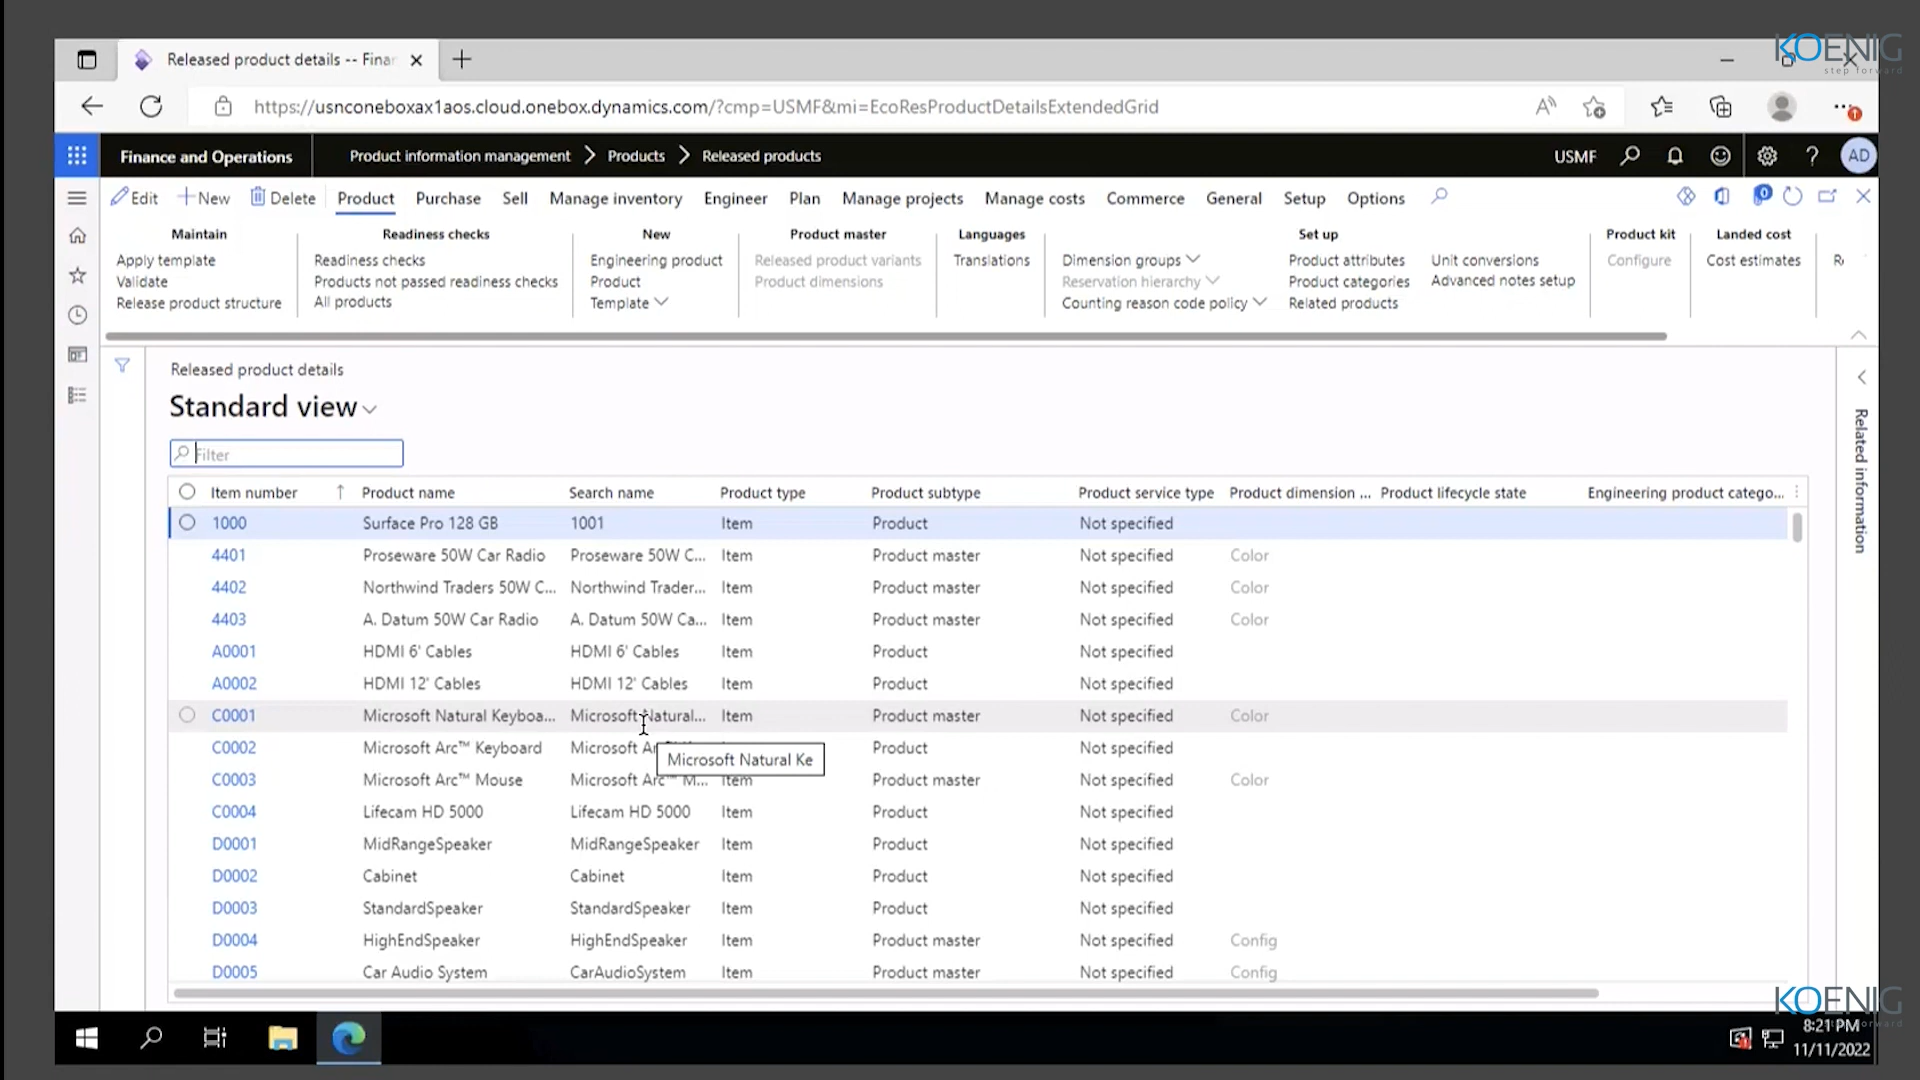 KOENIG
step forward
Released product details -- Finar
https://usnconeboxax1aos.cloud.onebox.dynamics.com/?cmp=USMF&mi=EcoResProductDetailsExtendedGrid
Finance and Operations Product information management Products Released products USMF AD
Edit New Delete Product Purchase Sell Manage inventory Engineer Plan Manage projects Manage costs Commerce General Setup Options 0
Maintain Readiness checks New Product master Languages Set up Product kit Landed cost
Apply template Readiness checks Engineering product Released product variants Translations Dimension groups Product attributes Unit conversions Configure Cost estimates
Validate Products not passed readiness checks Product Product dimensions Reservation hierarchy Product categories Advanced notes setup
Release product structure All products Template Counting reason code policy Related products
Released product details
Standard view
Filter
Related information
Item number Product name Search name Product type Product subtype Product service type Product dimension ... Product lifecycle state Engineering product catego...
1000 Surface Pro 128 GB 1001 Item Product Not specified
4401 Proseware 50W Car Radio Proseware 50W C... Item Product master Not specified Color
4402 Northwind Traders 50W C... Northwind Trader... Item Product master Not specified Color
4403 A. Datum 50W Car Radio A. Datum 50W Ca... Item Product master Not specified Color
A0001 HDMI 6' Cables HDMI 6' Cables Item Product Not specified
A0002 HDMI 12' Cables HDMI 12' Cables Item Product Not specified
C0001 Microsoft Natural Keyboa... Microsoft Natural... Item Product master Not specified Color
C0002 Microsoft Arc™ Keyboard Microsoft Ar Product Not specified
Microsoft Natural Ke
C0003 Microsoft Arc™ Mouse Microsoft Arc™ M... Item Product master Not specified Color
C0004 Lifecam HD 5000 Lifecam HD 5000 Item Product Not specified
D0001 MidRangeSpeaker MidRangeSpeaker Item Product Not specified
D0002 Cabinet Cabinet Item Product Not specified
D0003 StandardSpeaker StandardSpeaker Item Product Not specified
D0004 HighEndSpeaker HighEndSpeaker Item Product master Not specified Config
D0005 Car Audio System CarAudioSystem Item Product master Not specified Config
KOENIG
step forward
8:21 PM
11/11/2022